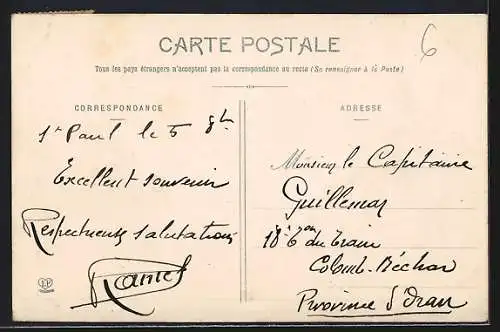 6
CARTE POSTALE
Tous les pays étrangers n'acceptent pas la correspondance au recto (Se renseigner à la Poste)
CORRESPONDANCE
St Paul le 5 8bre
Excellent souvenir
Respectueuses salutations
ADRESSE
Monsieur le Capitaine
Guillemar
18e Eon du Train
Colomb-Béchar
Province d'Oran